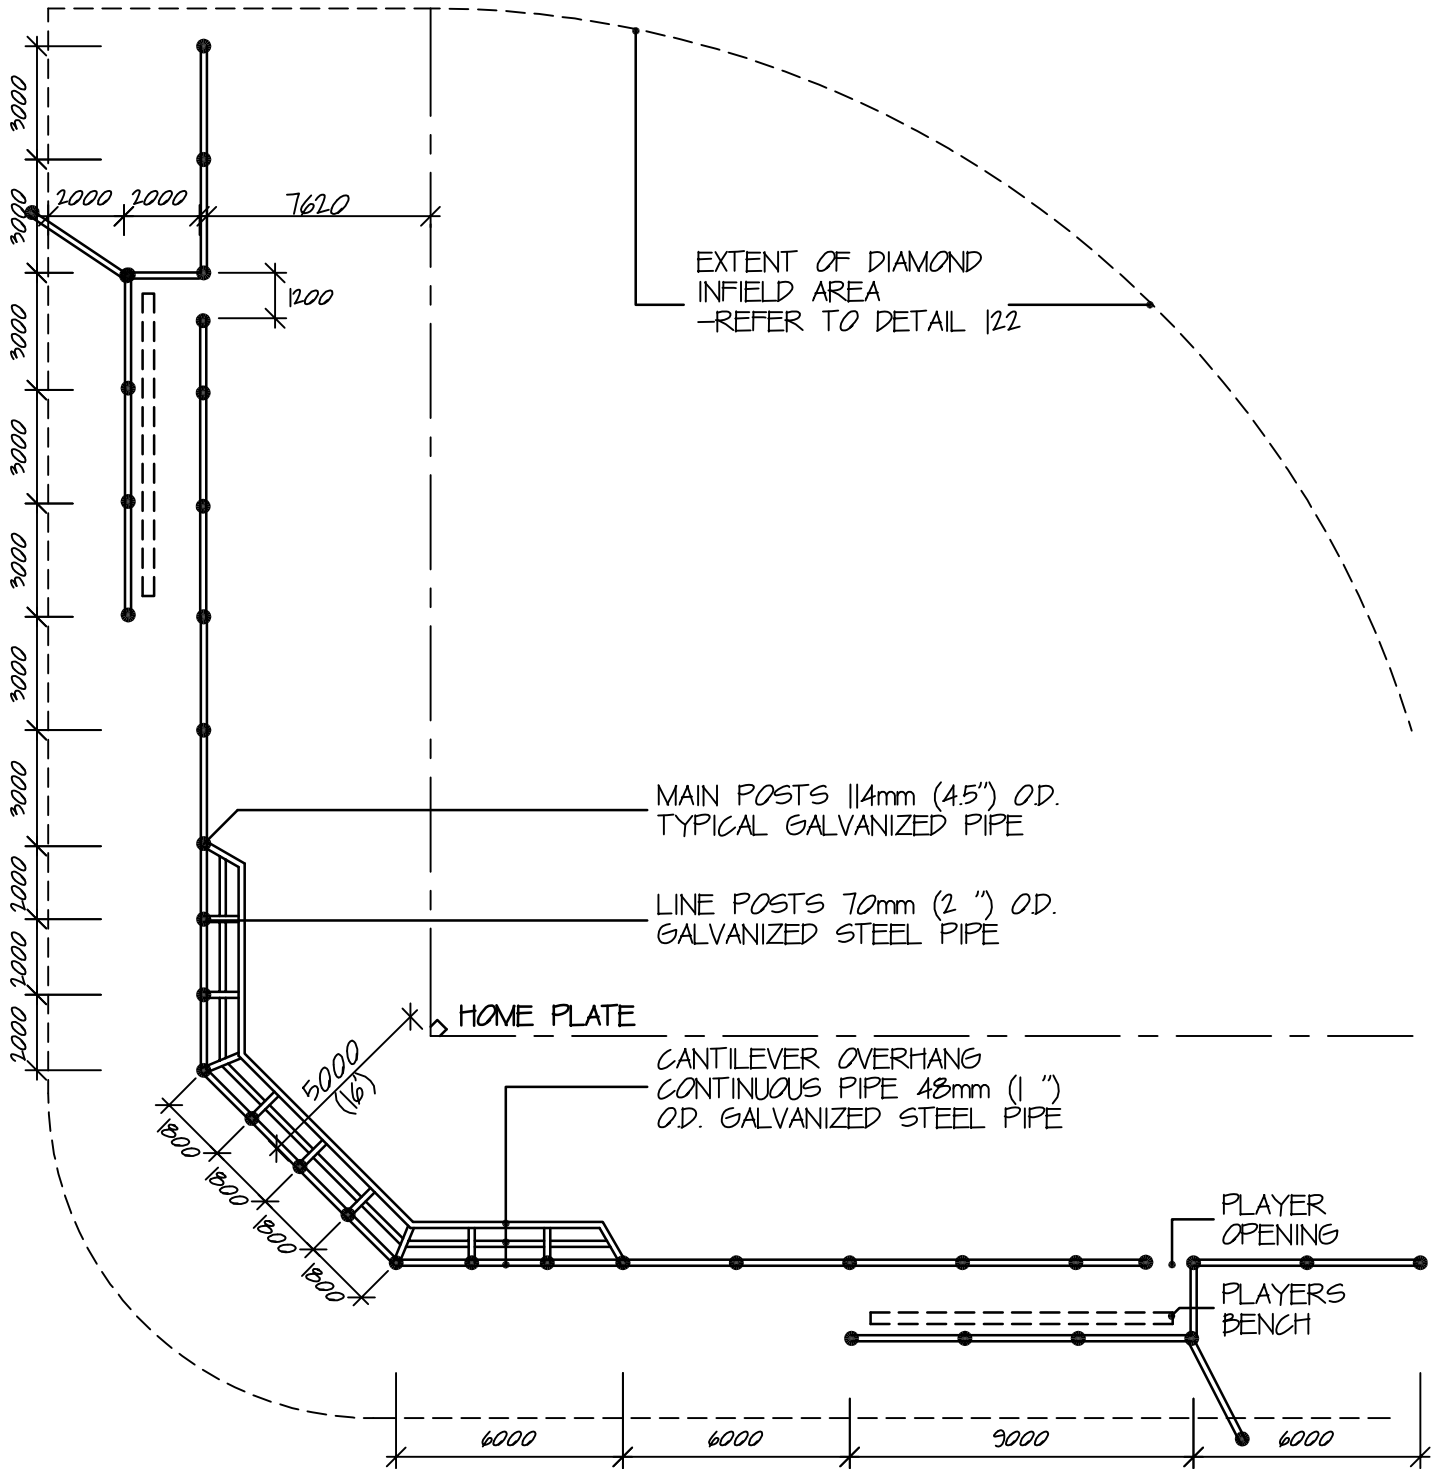 3000
3000
2000
2000
7620
EXTENT OF DIAMOND
INFIELD AREA
-REFER TO DETAIL 122
1200
3000
3000
3000
3000
3000
MAIN POSTS 114mm (4.5") O.D.
TYPICAL GALVANIZED PIPE
2000
LINE POSTS 70mm (2 ") O.D.
GALVANIZED STEEL PIPE
2000
2000
HOME PLATE
5000
(16')
CANTILEVER OVERHANG
CONTINUOUS PIPE 48mm (1 ")
O.D. GALVANIZED STEEL PIPE
1800
1800
1800
1800
PLAYER
OPENING
PLAYERS
BENCH
6000
6000
9000
6000